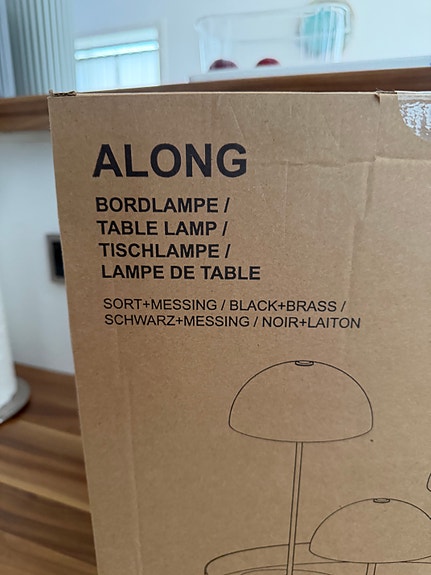 ALONG
BORDLAMPE /
TABLE LAMP /
TISCHLAMPE /
LAMPE DE TABLE
SORT+MESSING / BLACK+BRASS /
SCHWARZ+MESSING / NOIR+LAITON